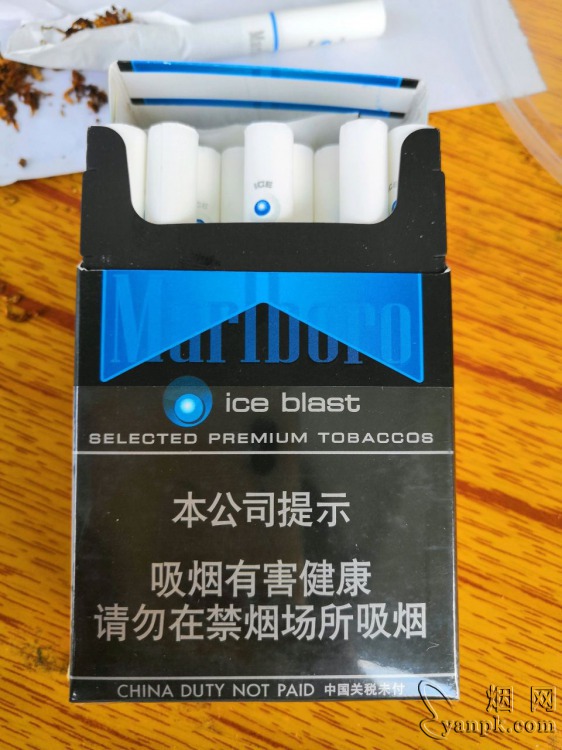 Marlboro
ice blast
SELECTED PREMIUM TOBACCOS
本公司提示
吸烟有害健康
请勿在禁烟场所吸烟
CHINA DUTY NOT PAID 中国关税未付
烟网
yanpk.com